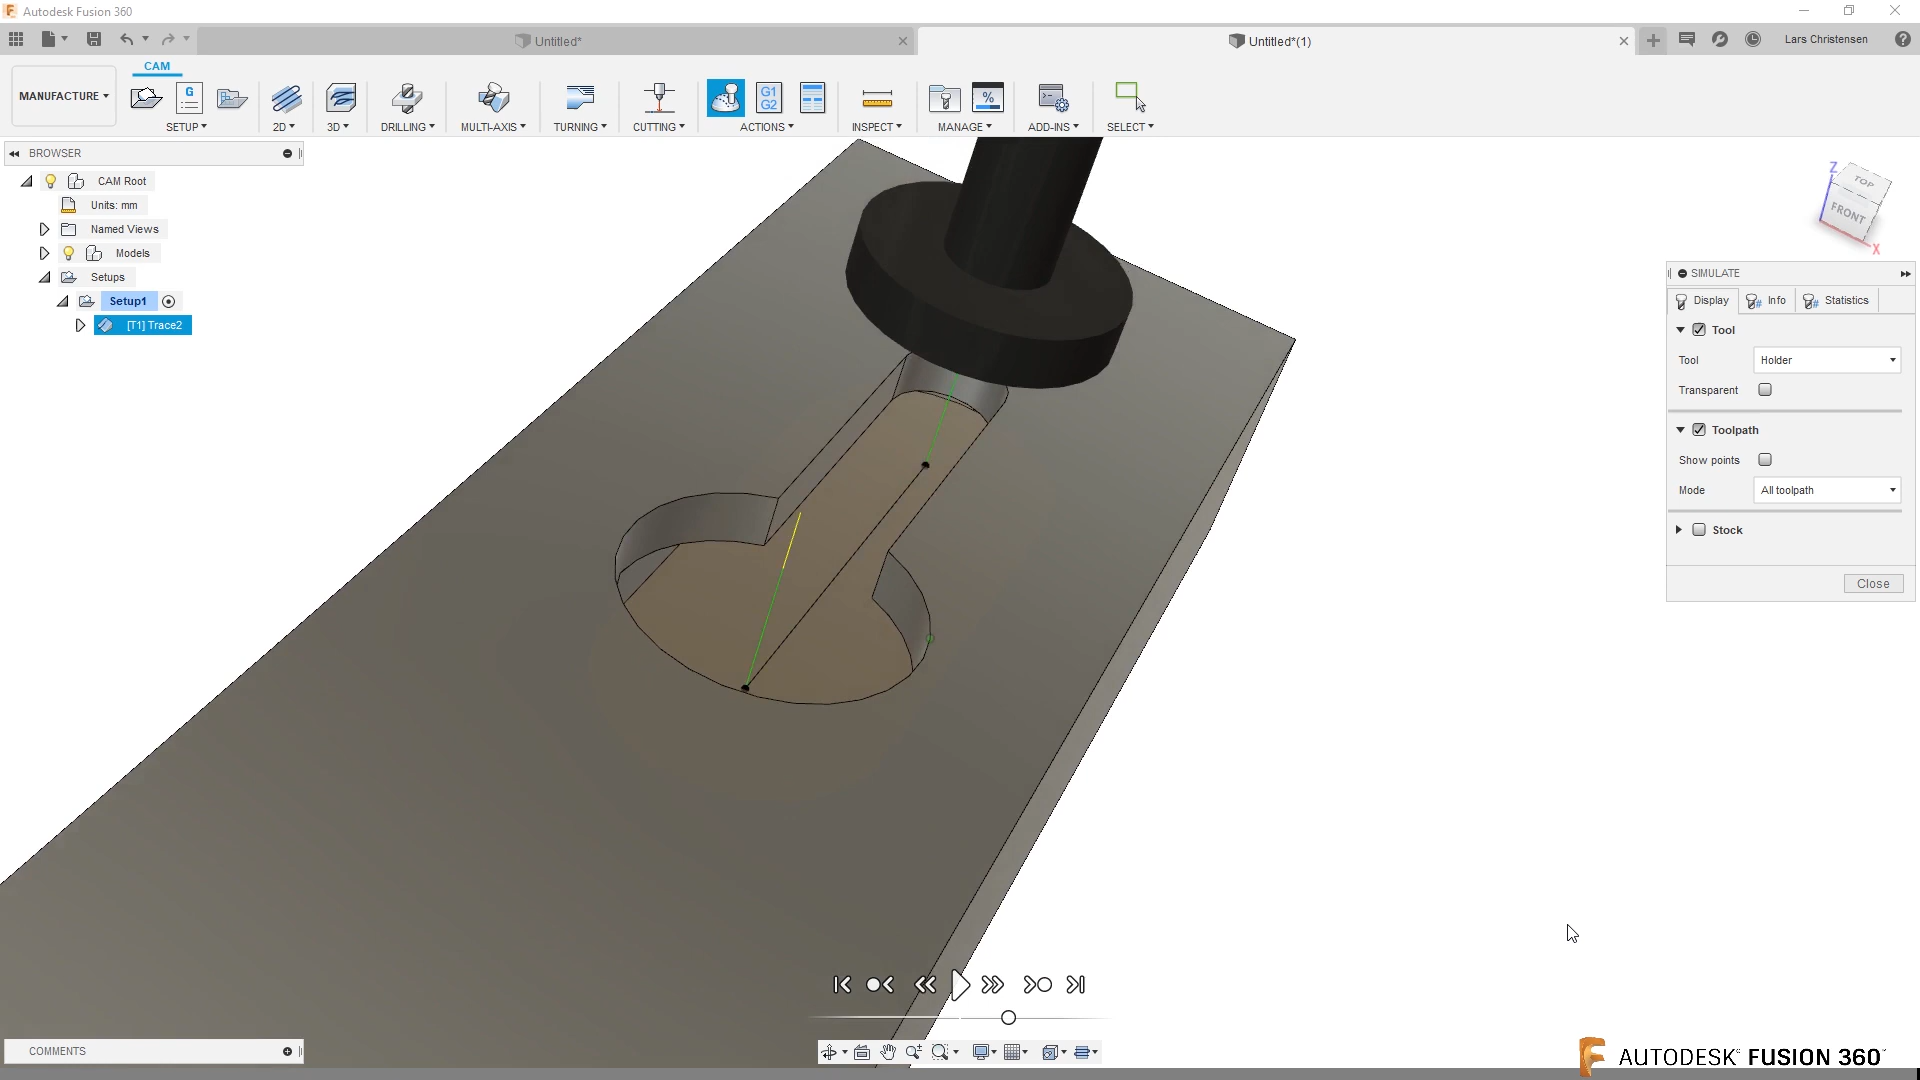 Autodesk Fusion 360
Untitled*
Untitled*(1)
Lars Christensen
CAM
MANUFACTURE
G
G1
G2
%
SETUP
2D
3D
DRILLING
MULTI-AXIS
TURNING
CUTTING
ACTIONS
INSPECT
MANAGE
ADD-INS
SELECT
BROWSER
CAM Root
Units: mm
Named Views
Models
Setups
Setup1
[T1] Trace2
Z
TOP
FRONT
X
SIMULATE
Display
Info
Statistics
Tool
Tool
Holder
Transparent
Toolpath
Show points
Mode
All toolpath
Stock
Close
COMMENTS
AUTODESK® FUSION 360™